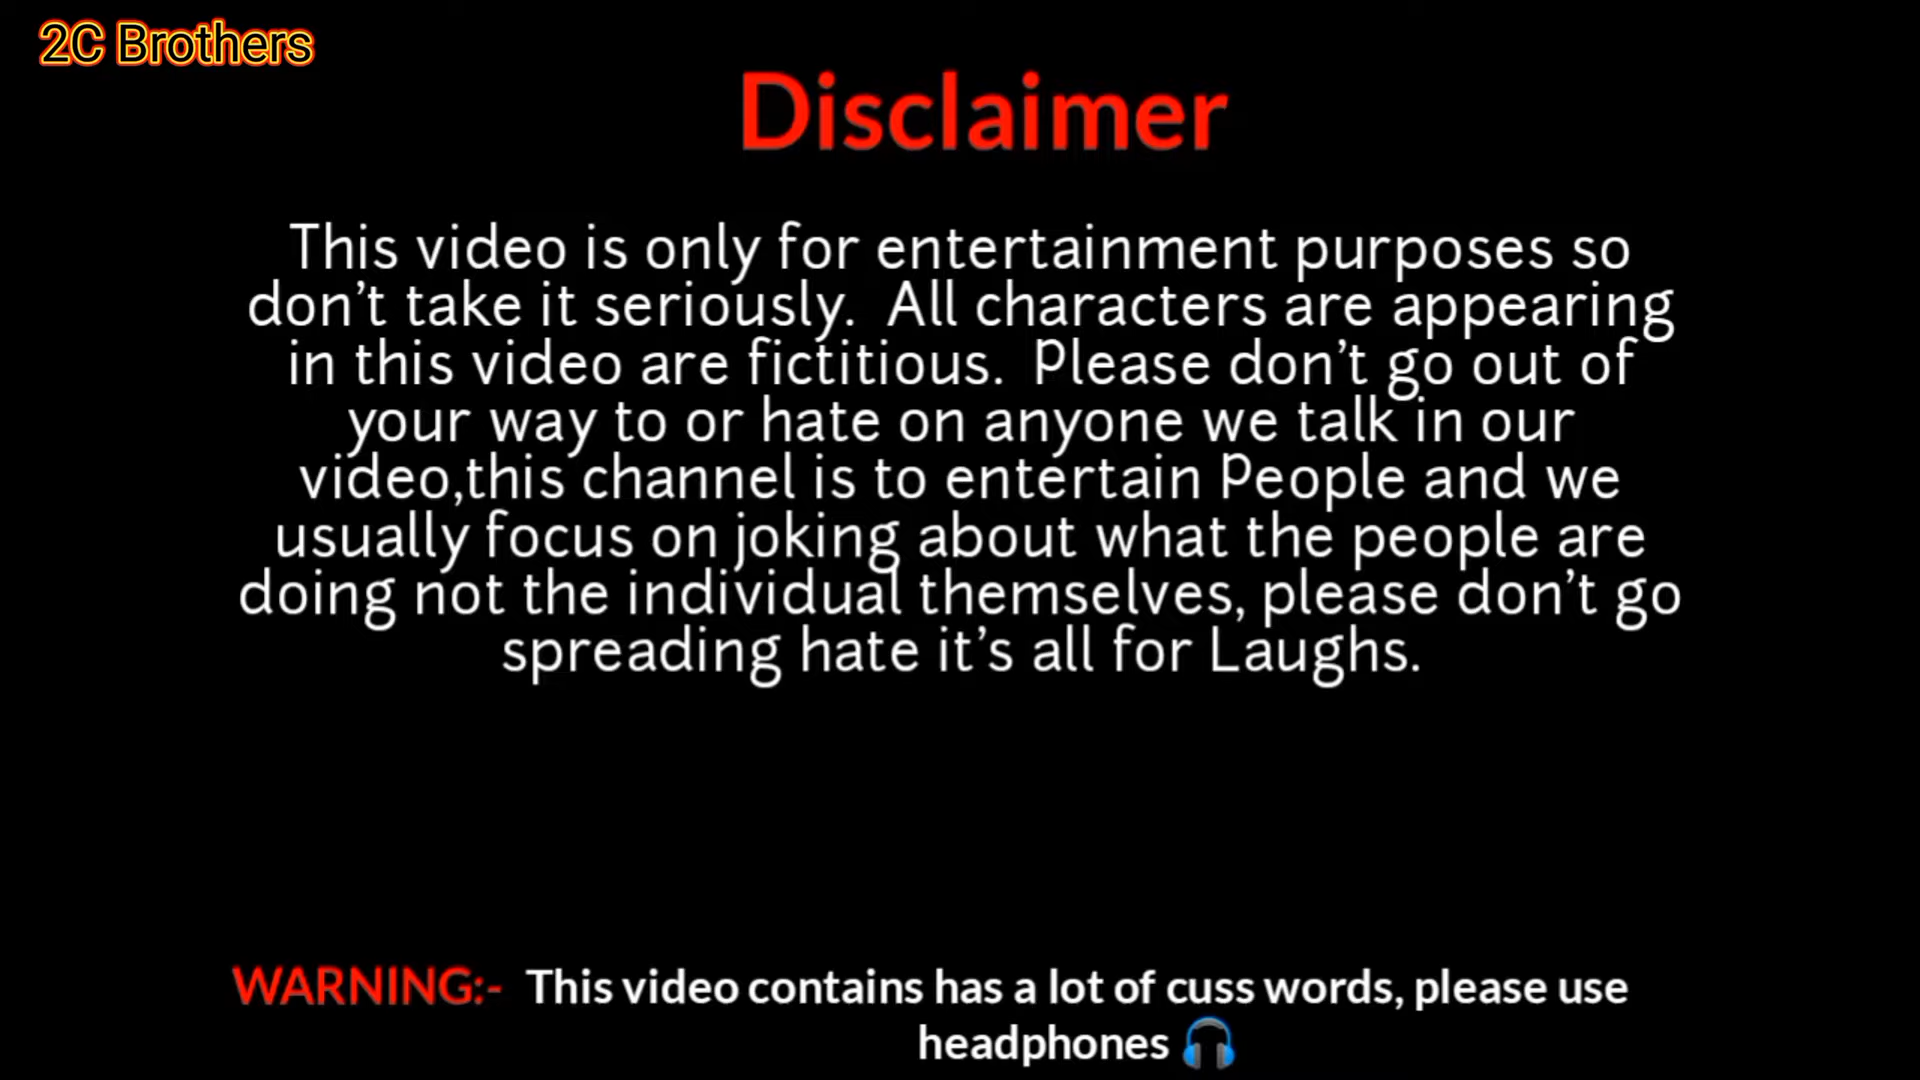 2C Brothers
Disclaimer
This video is only for entertainment purposes so
don't take it seriously.  All characters are appearing
in this video are fictitious.  Please don't go out of
your way to or hate on anyone we talk in our
video,this channel is to entertain People and we
usually focus on joking about what the people are
doing not the individual themselves, please don't go
spreading hate it's all for Laughs.
WARNING:-  This video contains has a lot of cuss words, please use
headphones 🎧